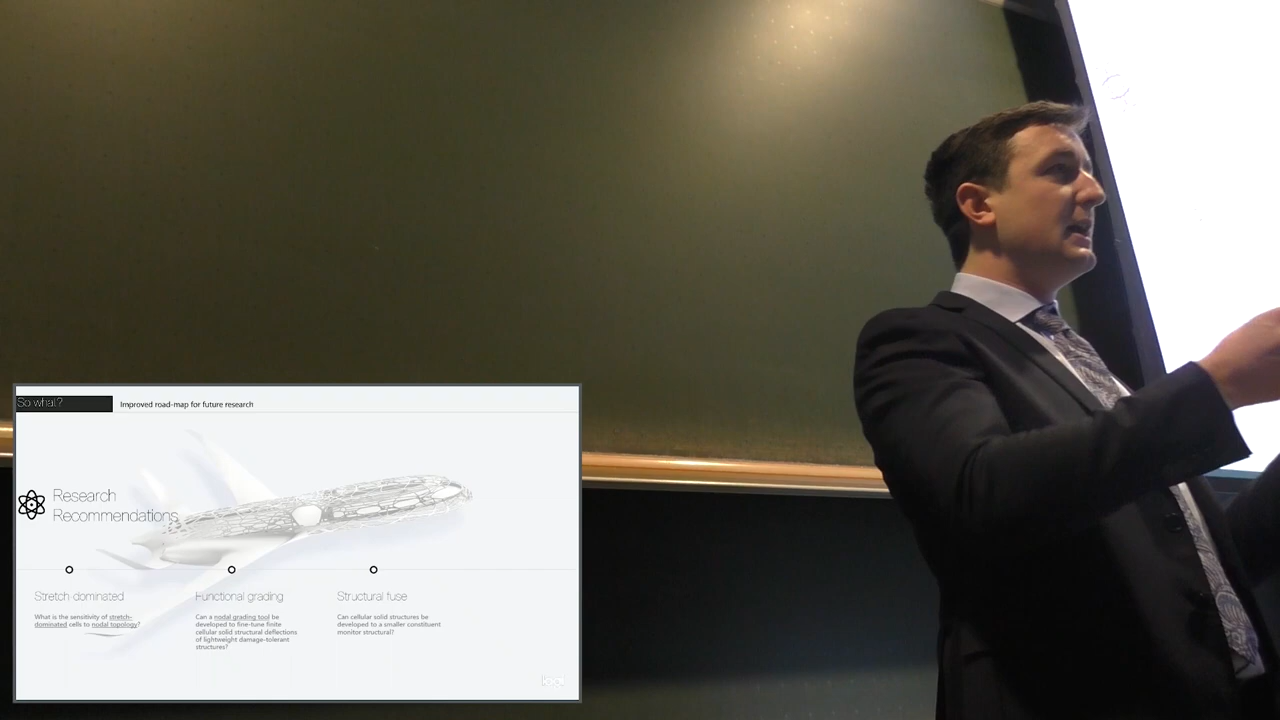 So what?
Improved road-map for future research
Research
Recommendations
Stretch dominated
What is the sensitivity of stretch-
dominated cells to nodal topology?
Functional grading
Can a nodal grading tool be
developed to fine-tune finite
cellular solid structural deflections
of lightweight damage-tolerant
structures?
Structural fuse
Can cellular solid structures be
developed to a smaller constituent
monitor structural?